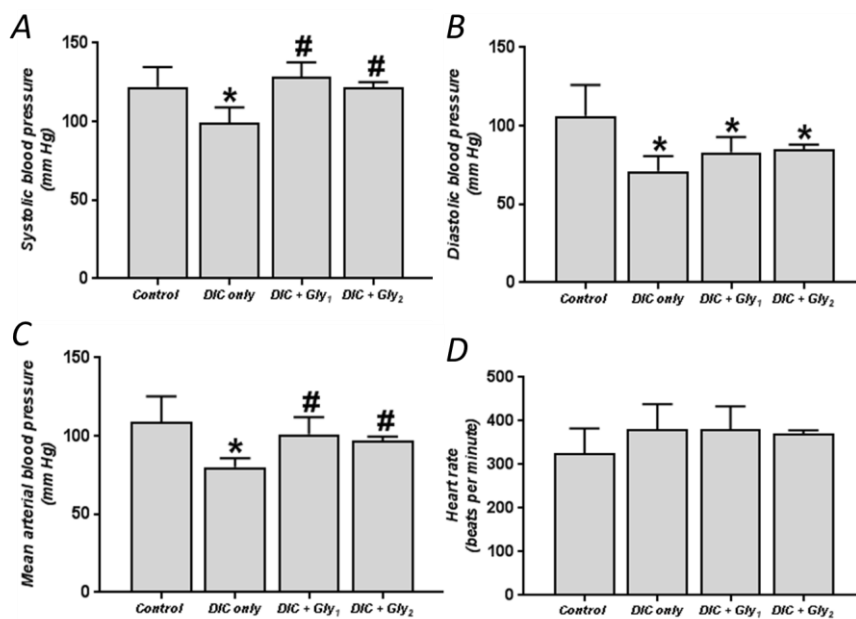 A
Systolic blood pressure
(mm Hg)
150
100
50
0
#
#
*
Control DIC only DIC + Gly₁ DIC + Gly₂
B
Diastolic blood pressure
(mm Hg)
150
100
50
0
* * *
Control DIC only DIC + Gly₁ DIC + Gly₂
C
Mean arterial blood pressure
(mm Hg)
150
100
50
0
#
#
*
Control DIC only DIC + Gly₁ DIC + Gly₂
D
Heart rate
(beats per minute)
500
400
300
200
100
0
Control DIC only DIC + Gly₁ DIC + Gly₂